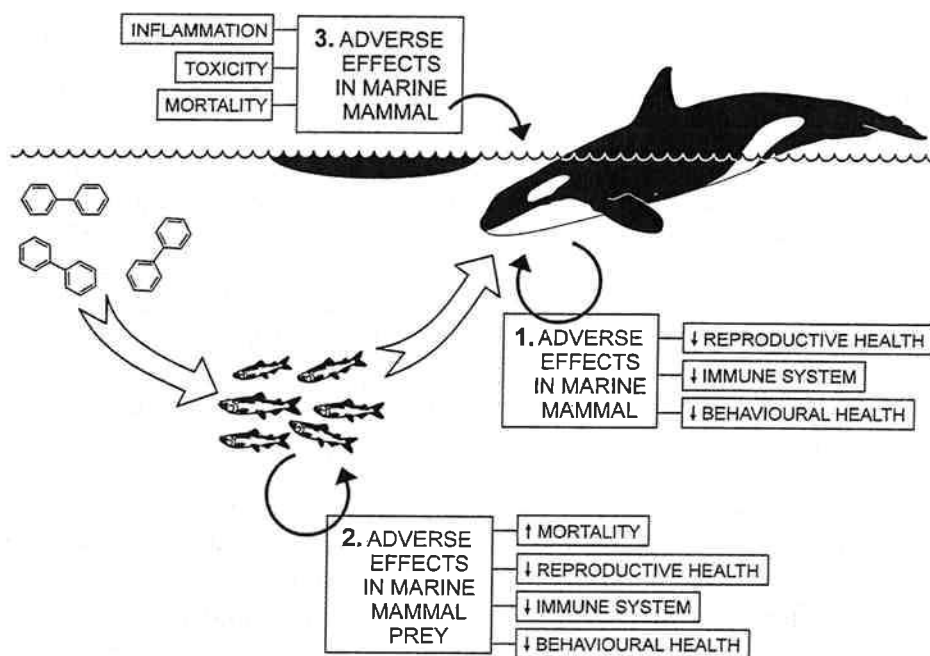 INFLAMMATION
TOXICITY
MORTALITY
3. ADVERSE
EFFECTS
IN MARINE
MAMMAL
1. ADVERSE
EFFECTS
IN MARINE
MAMMAL
↓ REPRODUCTIVE HEALTH
↓ IMMUNE SYSTEM
↓ BEHAVIOURAL HEALTH
2. ADVERSE
EFFECTS
IN MARINE
MAMMAL
PREY
↑ MORTALITY
↓ REPRODUCTIVE HEALTH
↓ IMMUNE SYSTEM
↓ BEHAVIOURAL HEALTH